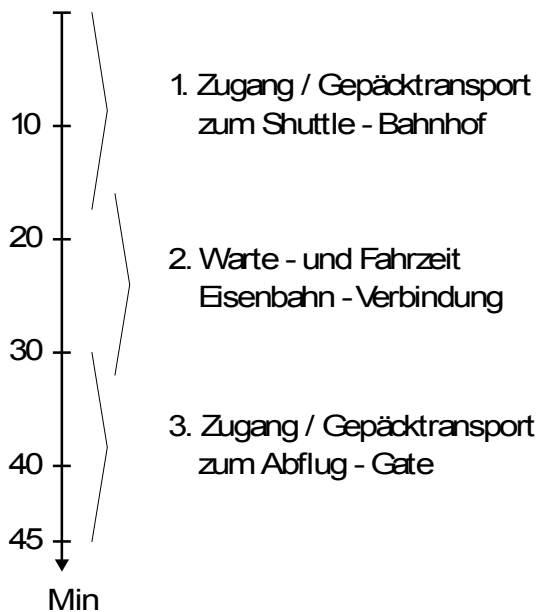 1. Zugang / Gepäcktransport
zum Shuttle - Bahnhof
10
20
2. Warte - und Fahrzeit
Eisenbahn - Verbindung
30
3. Zugang / Gepäcktransport
zum Abflug - Gate
40
45
Min